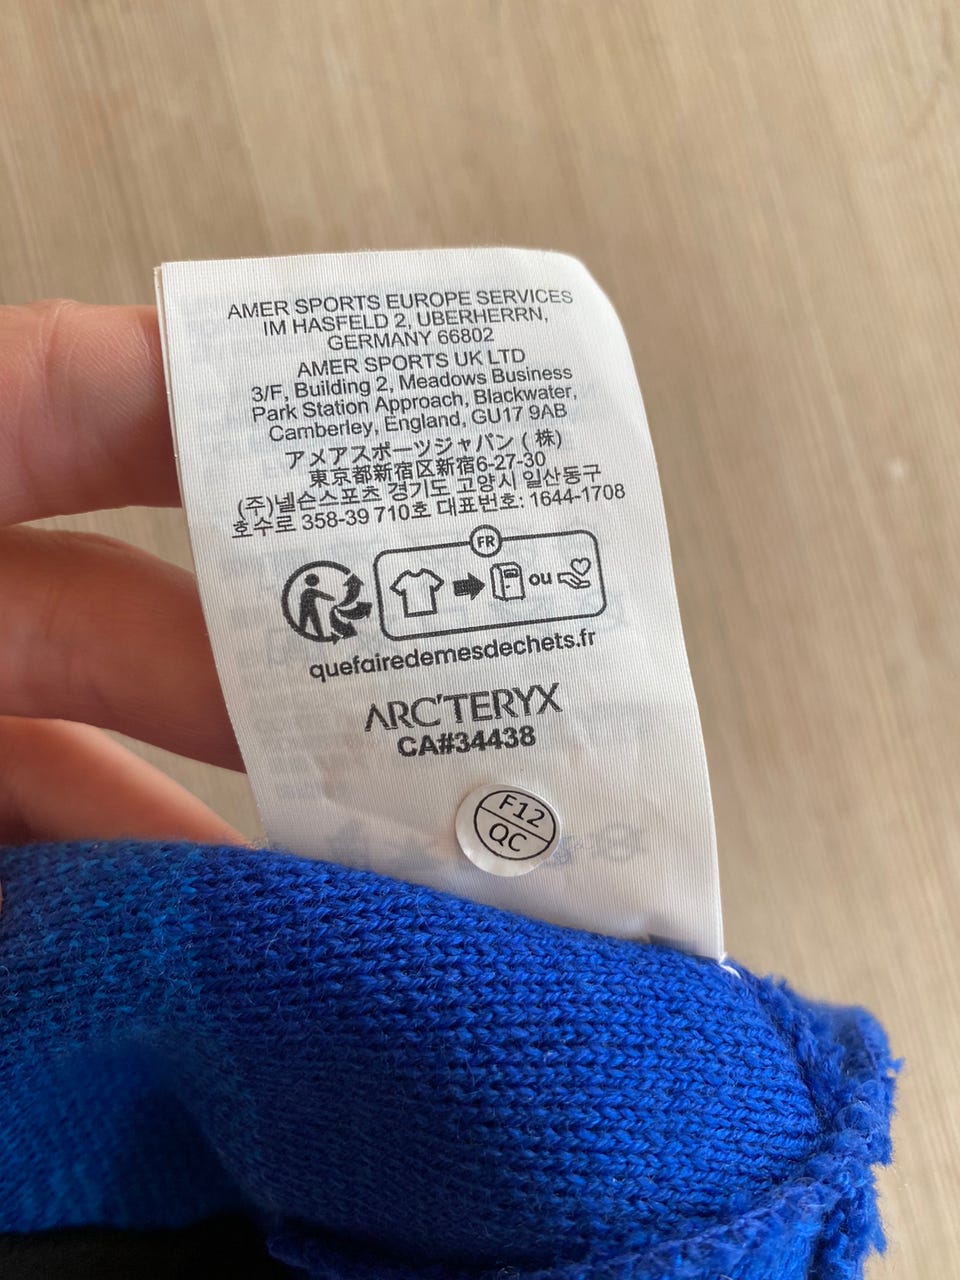 AMER SPORTS EUROPE SERVICES
IM HASFELD 2, UBERHERRN,
GERMANY 66802
AMER SPORTS UK LTD
3/F, Building 2, Meadows Business
Park Station Approach, Blackwater,
Camberley, England, GU17 9AB
アメアスポーツジャパン ( 株)
東京都新宿区新宿6-27-30
(주)넬슨스포츠 경기도 고양시 일산동구
호수로 358-39 710호 대표번호: 1644-1708
FR
ou
quefairedemesdechets.fr
ARC'TERYX
CA#34438
F12
QC